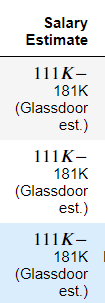 Salary
Estimate
111K–
181K
(Glassdoor
est.)
111K–
181K
(Glassdoor
est.)
111K–
181K
(Glassdoor
est.)